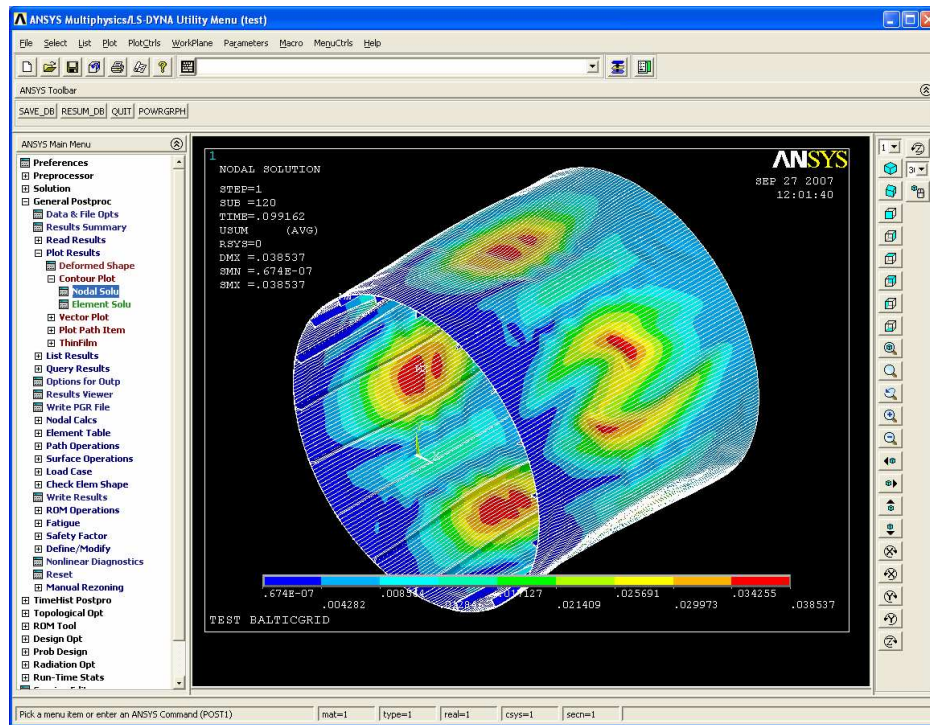 ANSYS Multiphysics/LS-DYNA Utility Menu (test)
File Select List Plot PlotCtrls WorkPlane Parameters Macro MenuCtrls Help
ANSYS Toolbar
SAVE_DB RESUM_DB QUIT POWRGRPH
ANSYS Main Menu
Preferences
Preprocessor
Solution
General Postproc
Data & File Opts
Results Summary
Read Results
Plot Results
Deformed Shape
Contour Plot
Nodal Solu
Element Solu
Vector Plot
Plot Path Item
ThinFilm
List Results
Query Results
Options for Outp
Results Viewer
Write PGR File
Nodal Calcs
Element Table
Path Operations
Surface Operations
Load Case
Check Elem Shape
Write Results
ROM Operations
Fatigue
Safety Factor
Define/Modify
Nonlinear Diagnostics
Reset
Manual Rezoning
TimeHist Postpro
Topological Opt
ROM Tool
Design Opt
Prob Design
Radiation Opt
Run-Time Stats
1
NODAL SOLUTION
STEP=1
SUB =120
TIME=.099162
USUM (AVG)
RSYS=0
DMX =.038537
SMN =.674E-07
SMX =.038537
ANSYS
SEP 27 2007
12:01:40
MX
.674E-07 .017127 .025691 .034255
.004282 .021409 .029973 .038537
TEST BALTICGRID
1
Pick a menu item or enter an ANSYS Command (POST1) mat=1 type=1 real=1 csys=1 secn=1